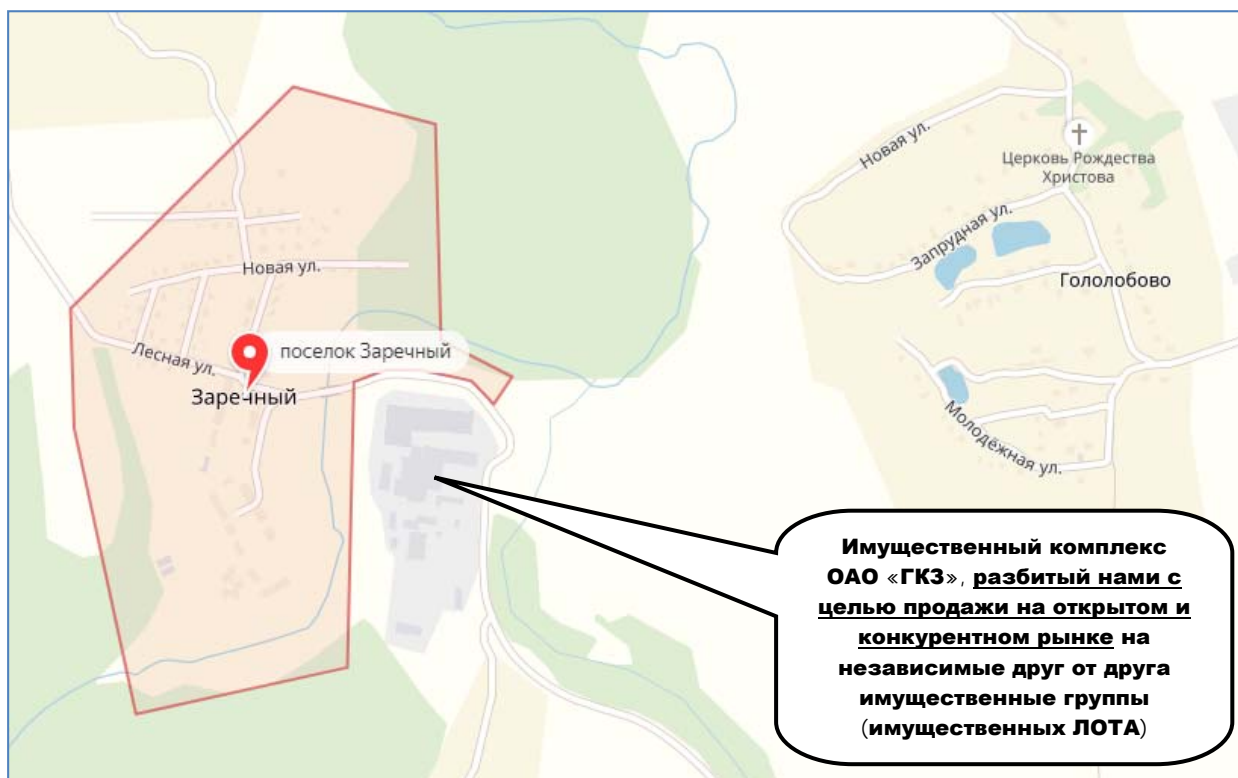 Новая ул.
Церковь Рождества
Христова
Запрудная ул.
Новая ул.
Гололобово
Лесная ул.
поселок Заречный
Заречный
Молодёжная ул.
Имущественный комплекс
ОАО «ГКЗ», разбитый нами с
целью продажи на открытом и
конкурентном рынке на
независимые друг от друга
имущественные группы
(имущественных ЛОТА)